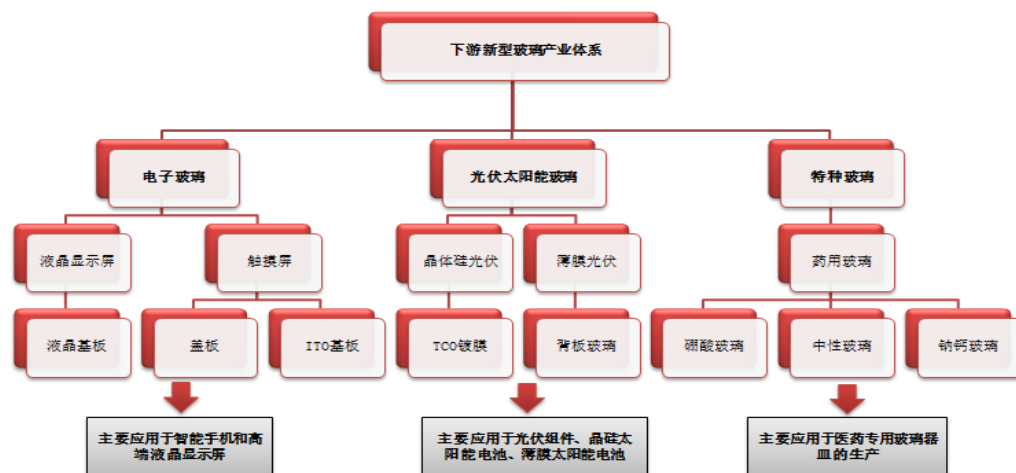 下游新型玻璃产业体系
电子玻璃
光伏太阳能玻璃
特种玻璃
液晶显示屏
触摸屏
晶体硅光伏
薄膜光伏
药用玻璃
液晶基板
盖板
ITO基板
TCO镀膜
背板玻璃
硼酸玻璃
中性玻璃
钠钙玻璃
主要应用于智能手机和高
端液晶显示屏
主要应用于光伏组件、晶硅太
阳能电池、薄膜太阳能电池
主要应用于医药专用玻璃器
皿的生产